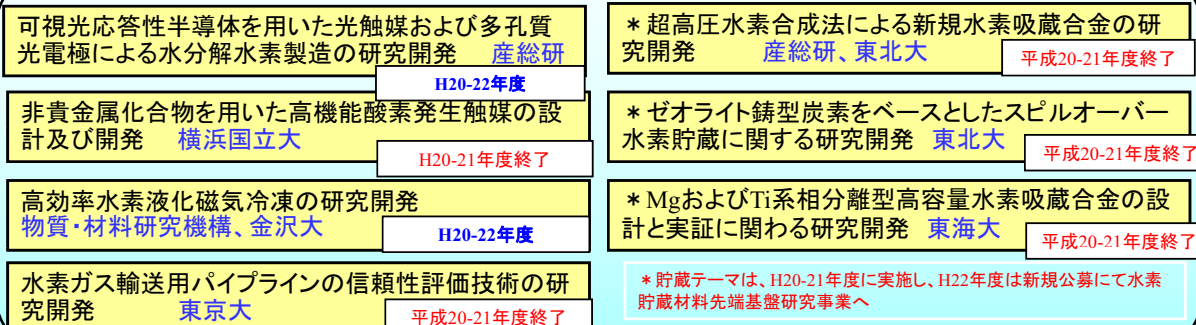 可視光応答性半導体を用いた光触媒および多孔質
光電極による水分解水素製造の研究開発 産総研
H20-22年度
非貴金属化合物を用いた高機能酸素発生触媒の設
計及び開発 横浜国立大
H20-21年度終了
高効率水素液化磁気冷凍の研究開発
物質・材料研究機構、金沢大
H20-22年度
水素ガス輸送用パイプラインの信頼性評価技術の研
究開発 東京大
平成20-21年度終了
＊超高圧水素合成法による新規水素吸蔵合金の研
究開発 産総研、東北大
平成20-21年度終了
＊ゼオライト鋳型炭素をベースとしたスピルオーバー
水素貯蔵に関する研究開発 東北大
平成20-21年度終了
＊MgおよびTi系相分離型高容量水素吸蔵合金の設
計と実証に関わる研究開発 東海大
平成20-21年度終了
＊貯蔵テーマは、H20-21年度に実施し、H22年度は新規公募にて水素
貯蔵材料先端基盤研究事業へ